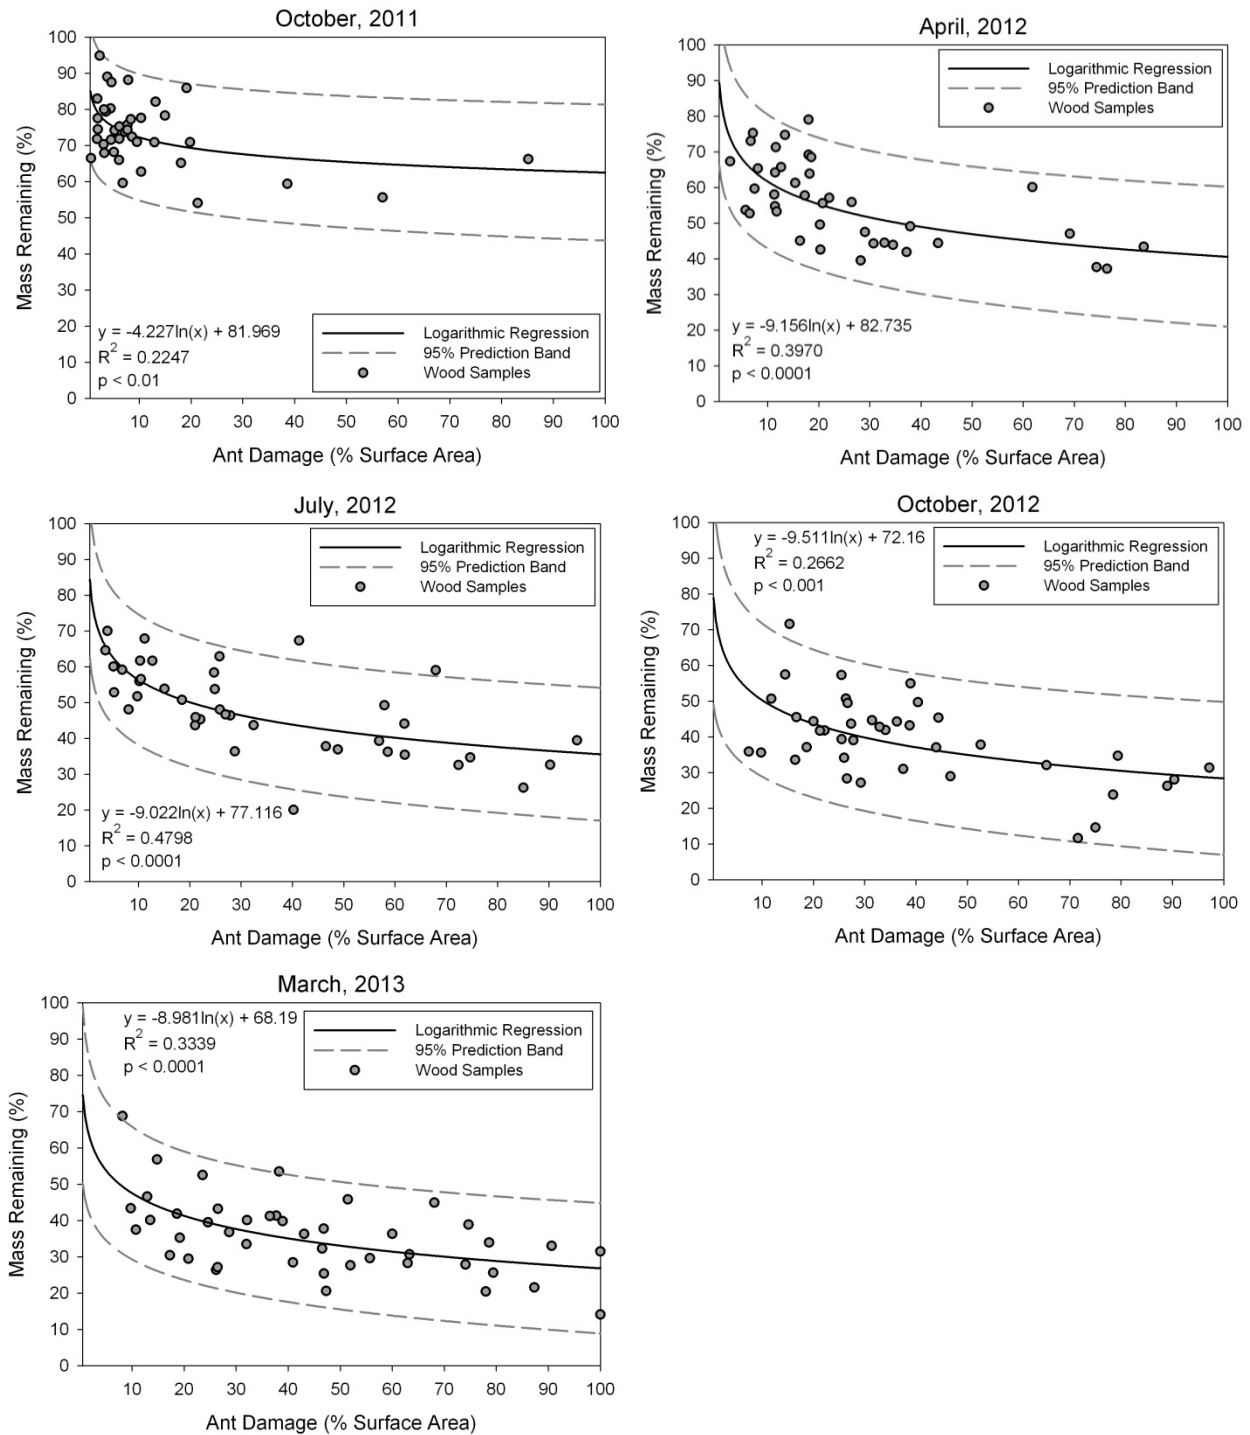 October, 2011
100
90
80
70
60
50
40
30
20
10
0
Mass Remaining (%)
y = -4.227ln(x) + 81.969
R² = 0.2247
p < 0.01
Logarithmic Regression
95% Prediction Band
Wood Samples
10 20 30 40 50 60 70 80 90 100
Ant Damage (% Surface Area)
April, 2012
100
90
80
70
60
50
40
30
20
10
0
Mass Remaining (%)
Logarithmic Regression
95% Prediction Band
Wood Samples
y = -9.156ln(x) + 82.735
R² = 0.3970
p < 0.0001
10 20 30 40 50 60 70 80 90 100
Ant Damage (% Surface Area)
July, 2012
100
90
80
70
60
50
40
30
20
10
0
Mass Remaining (%)
Logarithmic Regression
95% Prediction Band
Wood Samples
y = -9.022ln(x) + 77.116
R² = 0.4798
p < 0.0001
10 20 30 40 50 60 70 80 90 100
Ant Damage (% Surface Area)
October, 2012
100
90
80
70
60
50
40
30
20
10
0
Mass Remaining (%)
y = -9.511ln(x) + 72.16
R² = 0.2662
p < 0.001
Logarithmic Regression
95% Prediction Band
Wood Samples
10 20 30 40 50 60 70 80 90 100
Ant Damage (% Surface Area)
March, 2013
100
90
80
70
60
50
40
30
20
10
0
Mass Remaining (%)
y = -8.981ln(x) + 68.19
R² = 0.3339
p < 0.0001
Logarithmic Regression
95% Prediction Band
Wood Samples
10 20 30 40 50 60 70 80 90 100
Ant Damage (% Surface Area)